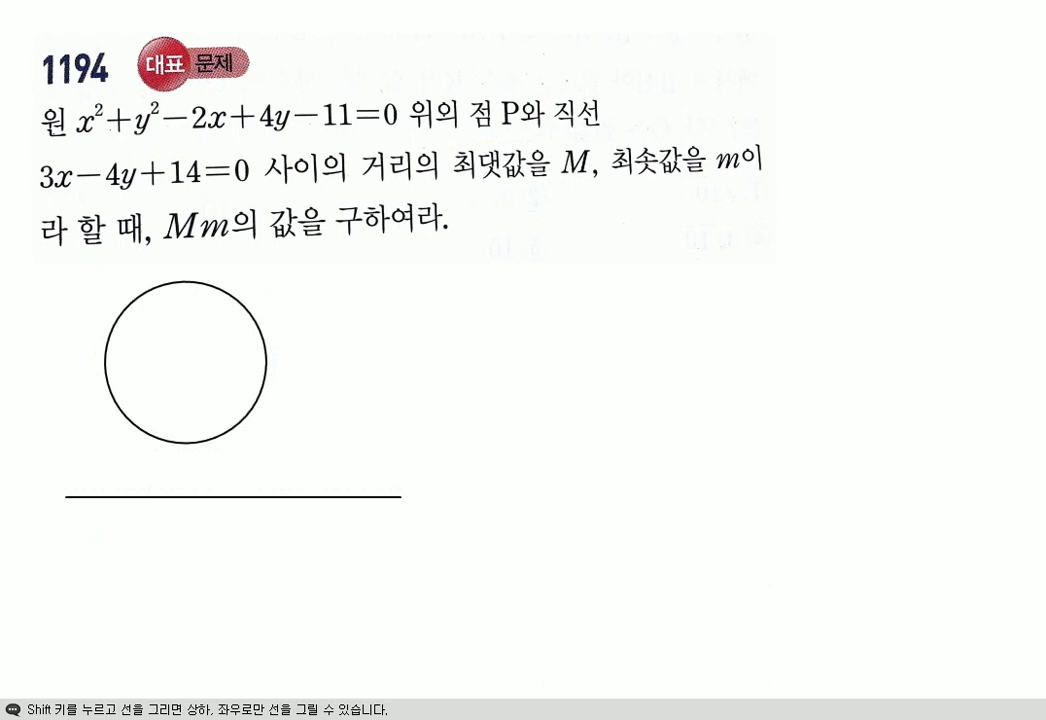 1194 대표 문제
원 x²+y²−2x+4y−11=0 위의 점 P와 직선
3x−4y+14=0 사이의 거리의 최댓값을 M, 최솟값을 m이
라 할 때, Mm의 값을 구하여라.
Shift 키를 누르고 선을 그리면 상하, 좌우로만 선을 그릴 수 있습니다.